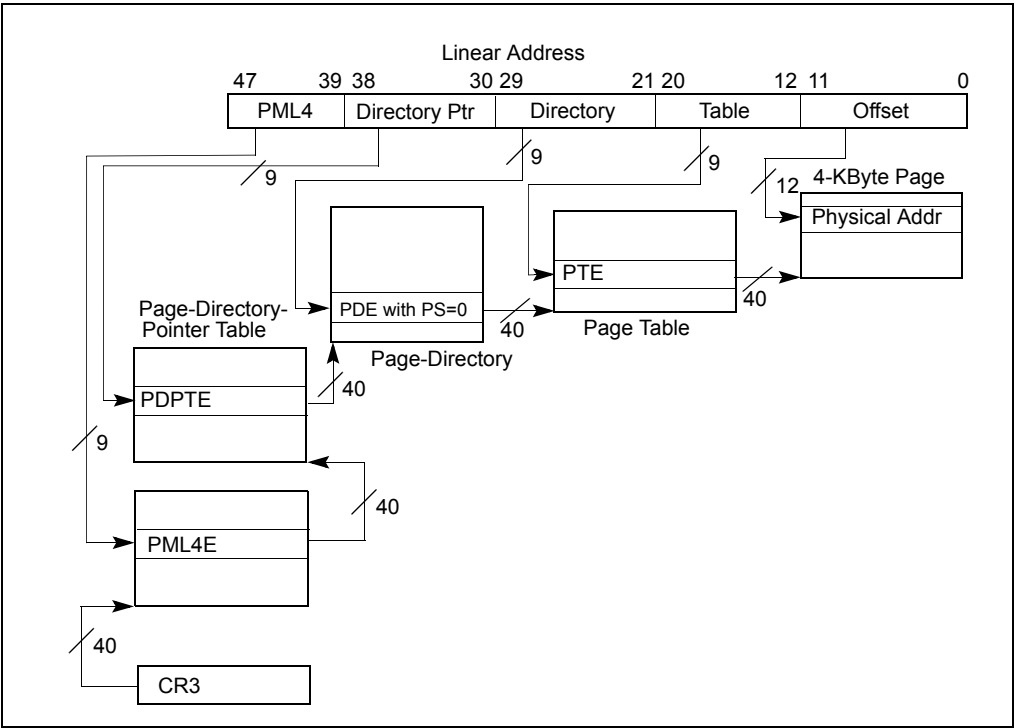 Linear Address
47 39 38 30 29 21 20 12 11 0
PML4 Directory Ptr Directory Table Offset
9 9 9 12 4-KByte Page
Physical Addr
PTE
40
PDE with PS=0
40
Page Table
Page-Directory-
Pointer Table
Page-Directory
40
PDPTE
9
40
PML4E
40
CR3